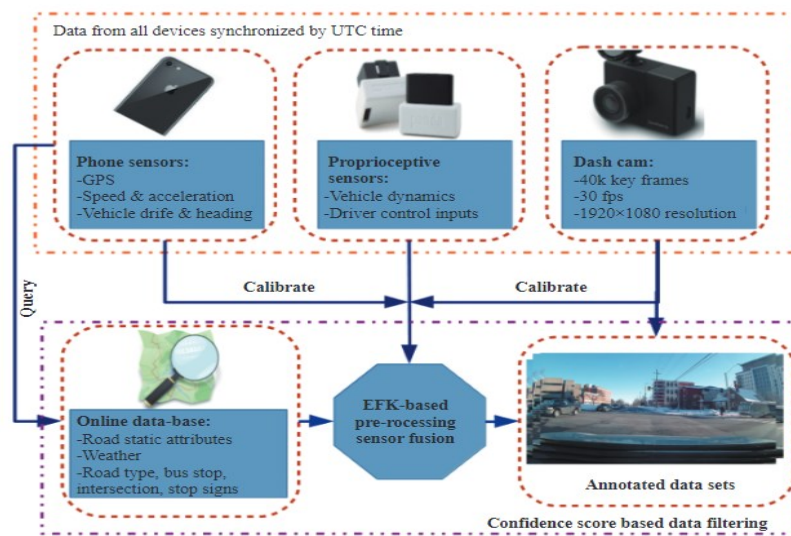 Data from all devices synchronized by UTC time
Phone sensors:
-GPS
-Speed & acceleration
-Vehicle drife & heading
Proprioceptive
sensors:
-Vehicle dynamics
-Driver control inputs
Dash cam:
-40k key frames
-30 fps
-1920×1080 resolution
Calibrate
Calibrate
Query
Online data-base:
-Road static attributes
-Weather
-Road type, bus stop,
intersection, stop signs
EFK-based
pre-rocessing
sensor fusion
Annotated data sets
Confidence score based data filtering